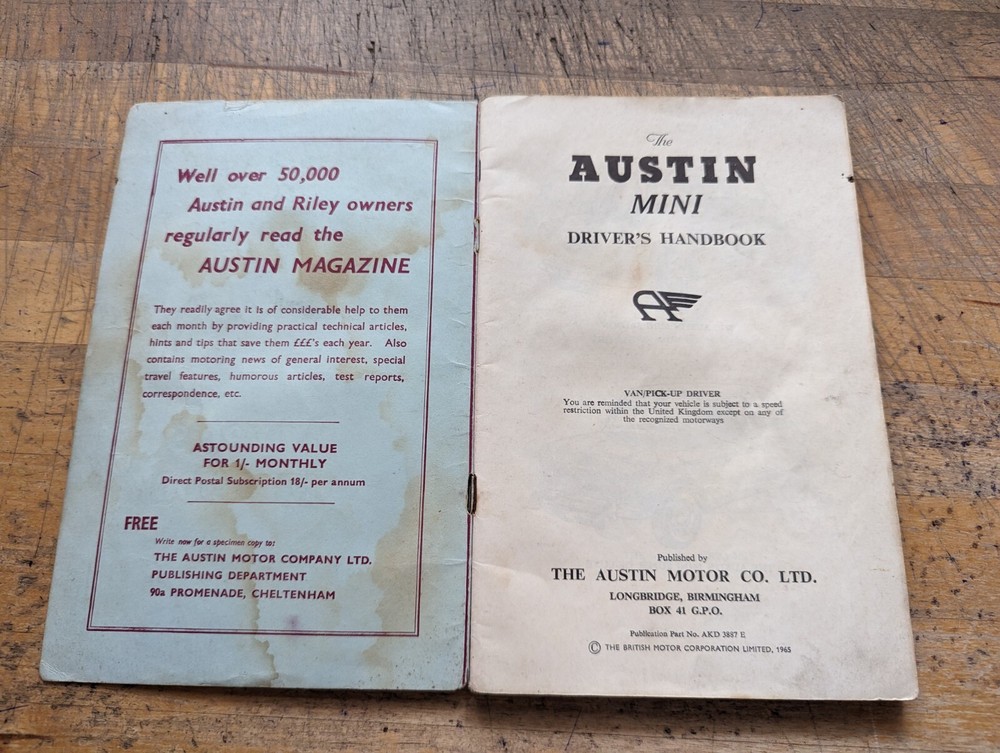 Well over 50,000
Austin and Riley owners
regularly read the
AUSTIN MAGAZINE
They readily agree it is of considerable help to them
each month by providing practical technical articles,
hints and tips that save them £££'s each year. Also
contains motoring news of general interest, special
travel features, humorous articles, test reports,
correspondence, etc.
ASTOUNDING VALUE
FOR 1/- MONTHLY
Direct Postal Subscription 18/- per annum
FREE
Write now for a specimen copy to:
THE AUSTIN MOTOR COMPANY LTD.
PUBLISHING DEPARTMENT
90a PROMENADE, CHELTENHAM
The
AUSTIN
MINI
DRIVER'S HANDBOOK
A
VAN/PICK-UP DRIVER
You are reminded that your vehicle is subject to a speed
restriction within the United Kingdom except on any of
the recognized motorways
Published by
THE AUSTIN MOTOR CO. LTD.
LONGBRIDGE, BIRMINGHAM
BOX 41 G.P.O.
Publication Part No. AKD 3887 E
© THE BRITISH MOTOR CORPORATION LIMITED, 1965